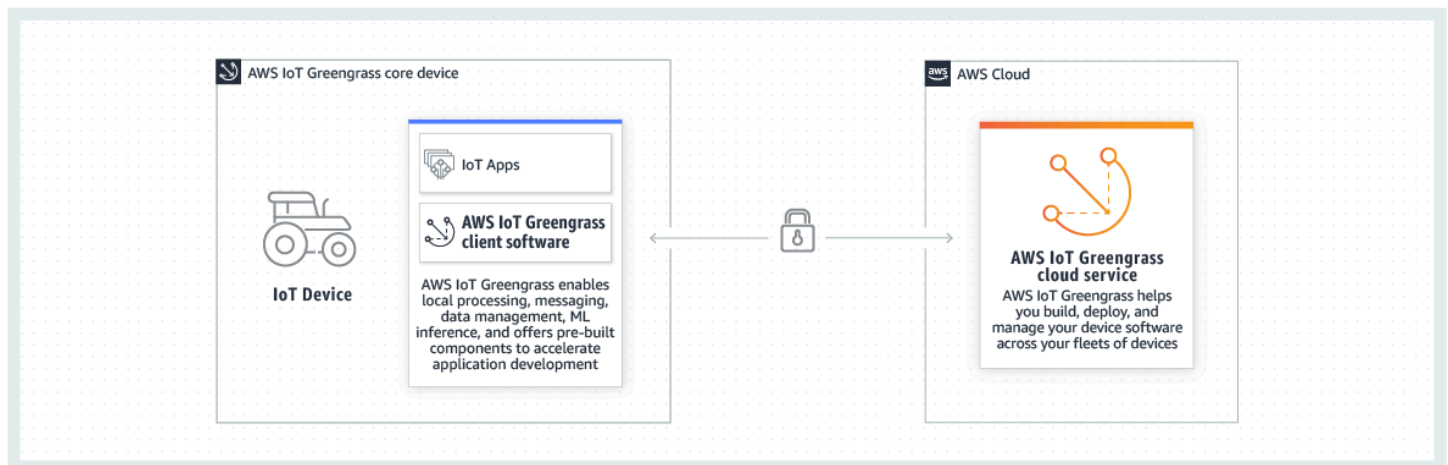 AWS IoT Greengrass core device
IoT Device
IoT Apps
AWS IoT Greengrass
client software
AWS IoT Greengrass enables
local processing, messaging,
data management, ML
inference, and offers pre-built
components to accelerate
application development
aws
AWS Cloud
AWS IoT Greengrass
cloud service
AWS IoT Greengrass helps
you build, deploy, and
manage your device software
across your fleets of devices